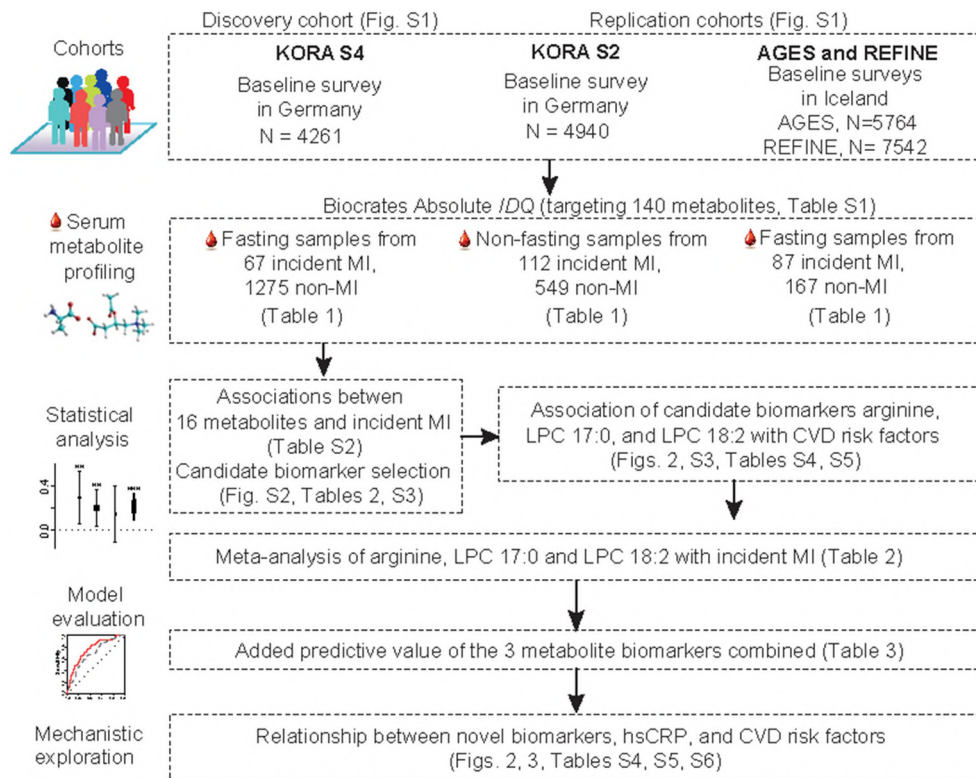 Discovery cohort (Fig. S1)
Replication cohorts (Fig. S1)
Cohorts
KORA S4
Baseline survey
in Germany
N = 4261
KORA S2
Baseline survey
in Germany
N = 4940
AGES and REFINE
Baseline surveys
in Iceland
AGES, N=5764
REFINE, N= 7542
Serum
metabolite
profiling
Biocrates Absolute IDQ (targeting 140 metabolites, Table S1)
Fasting samples from
67 incident MI,
1275 non-MI
(Table 1)
Non-fasting samples from
112 incident MI,
549 non-MI
(Table 1)
Fasting samples from
87 incident MI,
167 non-MI
(Table 1)
Statistical
analysis
0.4
0.0
**
**
***
Associations between
16 metabolites and incident MI
(Table S2)
Candidate biomarker selection
(Fig. S2, Tables 2, S3)
Association of candidate biomarkers arginine,
LPC 17:0, and LPC 18:2 with CVD risk factors
(Figs. 2, S3, Tables S4, S5)
Meta-analysis of arginine, LPC 17:0 and LPC 18:2 with incident MI (Table 2)
Model
evaluation
Added predictive value of the 3 metabolite biomarkers combined (Table 3)
Mechanistic
exploration
Relationship between novel biomarkers, hsCRP, and CVD risk factors
(Figs. 2, 3, Tables S4, S5, S6)